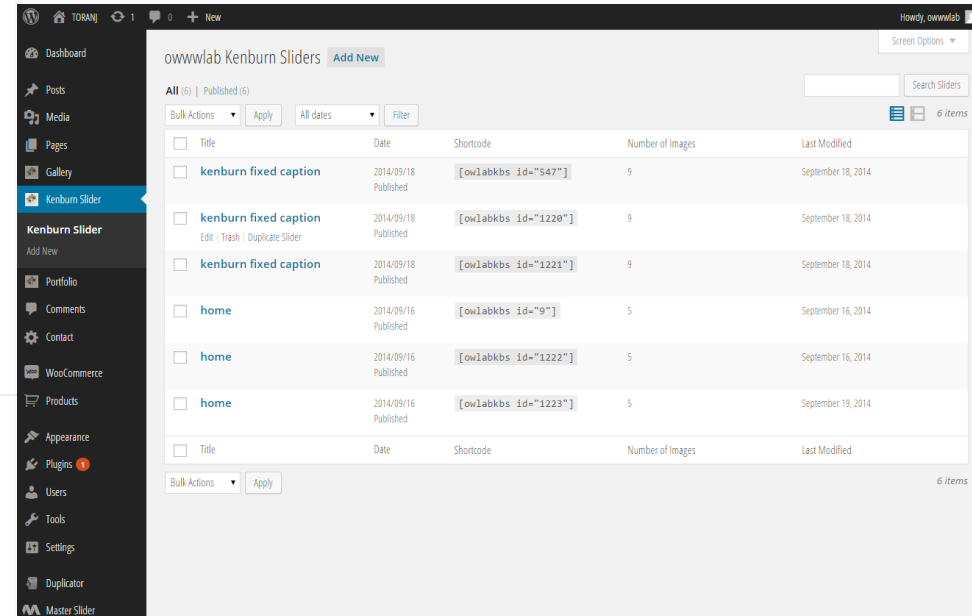 TORANJ 1 0 New Howdy, owwwlab
Screen Options
Dashboard
Posts
Media
Pages
Gallery
Kenburn Slider
Kenburn Slider
Add New
Portfolio
Comments
Contact
WooCommerce
Products
Appearance
Plugins 1
Users
Tools
Settings
Duplicator
Master Slider
owwwlab Kenburn Sliders Add New
All (6) | Published (6)
Search Sliders
Bulk Actions Apply All dates Filter 6 items
Title Date Shortcode Number of Images Last Modified
kenburn fixed caption 2014/09/18 [owlabkbs id="547"] 9 September 18, 2014
Published
kenburn fixed caption 2014/09/18 [owlabkbs id="1220"] 9 September 18, 2014
Edit | Trash | Duplicate Slider Published
kenburn fixed caption 2014/09/18 [owlabkbs id="1221"] 9 September 18, 2014
Published
home 2014/09/16 [owlabkbs id="9"] 5 September 16, 2014
Published
home 2014/09/16 [owlabkbs id="1222"] 5 September 16, 2014
Published
home 2014/09/16 [owlabkbs id="1223"] 5 September 19, 2014
Published
Title Date Shortcode Number of Images Last Modified
Bulk Actions Apply 6 items